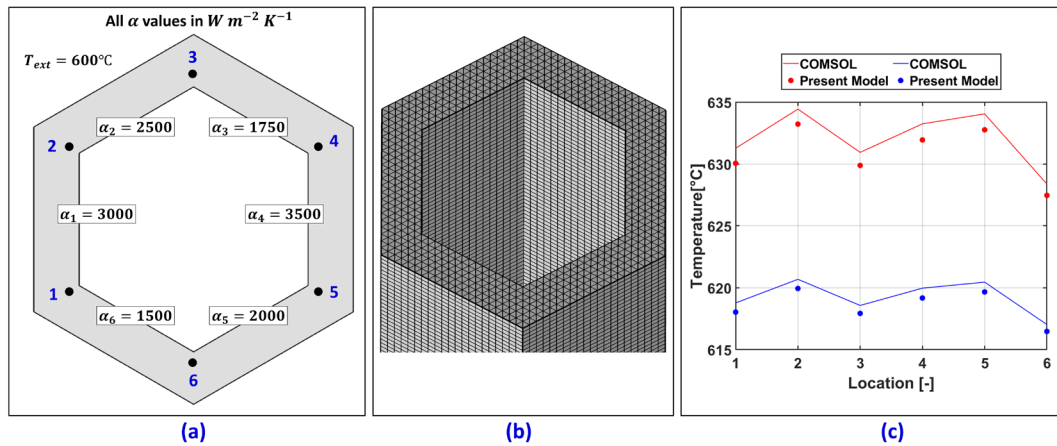 All α values in W m⁻² K⁻¹
T_ext = 600℃
3
α₂ = 2500
α₃ = 1750
2
4
α₁ = 3000
α₄ = 3500
1
5
α₆ = 1500
α₅ = 2000
6
(a)
(b)
COMSOL
Present Model
COMSOL
Present Model
Temperature[°C]
635
630
625
620
615
1 2 3 4 5 6
Location [-]
(c)